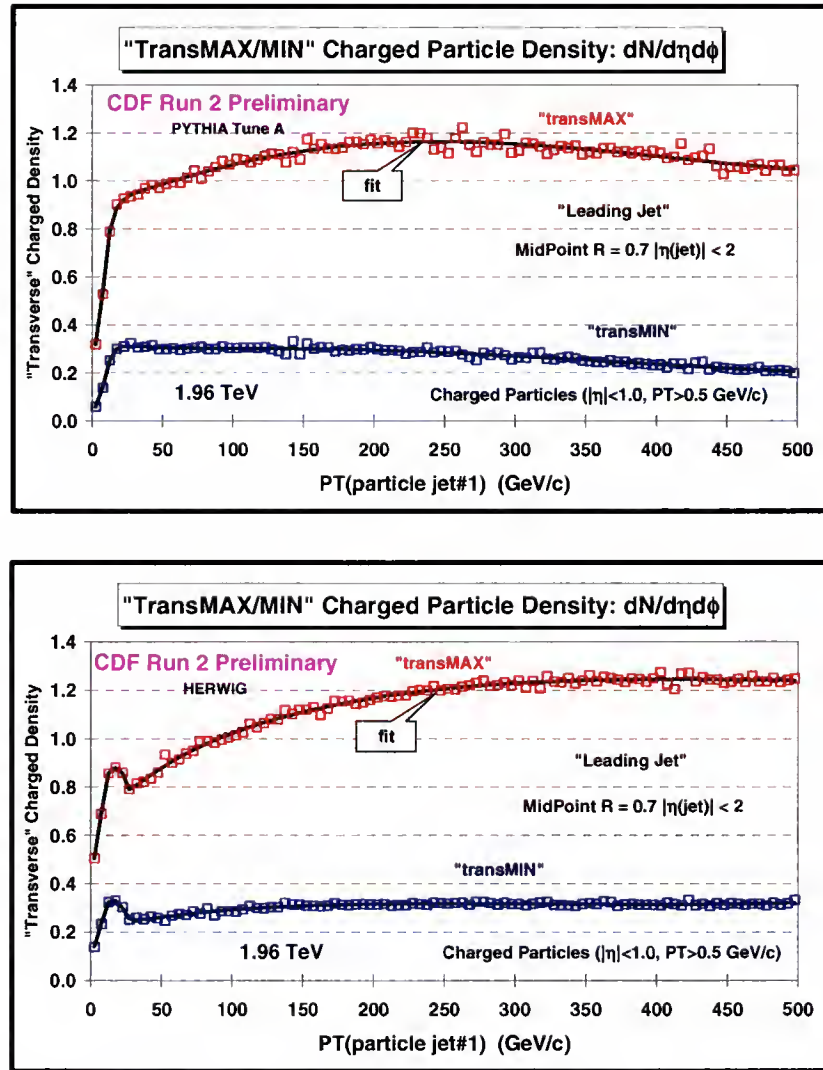 "TransMAX/MIN" Charged Particle Density: dN/dηdϕ
CDF Run 2 Preliminary
PYTHIA Tune A
"transMAX"
fit
"Leading Jet"
MidPoint R = 0.7 |η(jet)| < 2
"transMIN"
1.96 TeV
Charged Particles (|η|<1.0, PT>0.5 GeV/c)
"Transverse" Charged Density
1.4
1.2
1.0
0.8
0.6
0.4
0.2
0.0
0 50 100 150 200 250 300 350 400 450 500
PT(particle jet#1) (GeV/c)
"TransMAX/MIN" Charged Particle Density: dN/dηdϕ
CDF Run 2 Preliminary
HERWIG
"transMAX"
fit
"Leading Jet"
MidPoint R = 0.7 |η(jet)| < 2
"transMIN"
1.96 TeV
Charged Particles (|η|<1.0, PT>0.5 GeV/c)
"Transverse" Charged Density
1.4
1.2
1.0
0.8
0.6
0.4
0.2
0.0
0 50 100 150 200 250 300 350 400 450 500
PT(particle jet#1) (GeV/c)